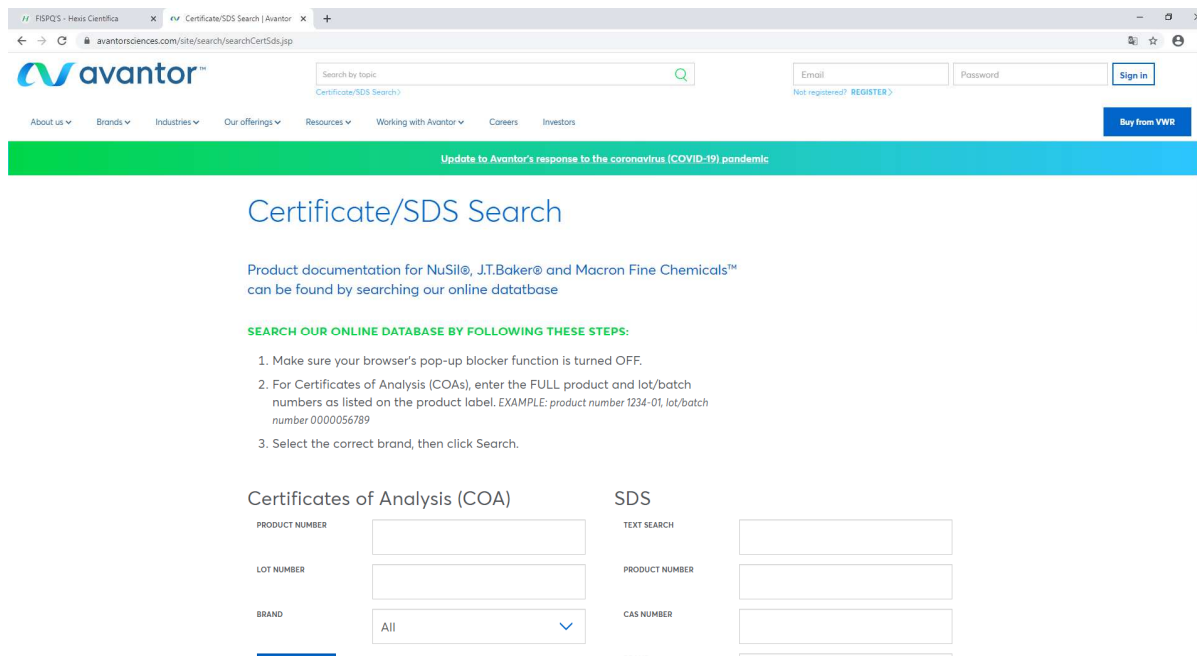 FISPQ'S - Hexis Científica
Certificate/SDS Search | Avantor
avantorsciences.com/site/search/searchCertSds.jsp
avantor™
Search by topic
Certificate/SDS Search
Email
Password
Sign in
Not registered? REGISTER
About us
Brands
Industries
Our offerings
Resources
Working with Avantor
Careers
Investors
Buy from VWR
Update to Avantor's response to the coronavirus (COVID-19) pandemic
Certificate/SDS Search
Product documentation for NuSil®, J.T.Baker® and Macron Fine Chemicals™
can be found by searching our online datatbase
SEARCH OUR ONLINE DATABASE BY FOLLOWING THESE STEPS:
1. Make sure your browser's pop-up blocker function is turned OFF.
2. For Certificates of Analysis (COAs), enter the FULL product and lot/batch
numbers as listed on the product label. EXAMPLE: product number 1234-01, lot/batch
number 0000056789
3. Select the correct brand, then click Search.
Certificates of Analysis (COA)
PRODUCT NUMBER
LOT NUMBER
BRAND
All
SDS
TEXT SEARCH
PRODUCT NUMBER
CAS NUMBER